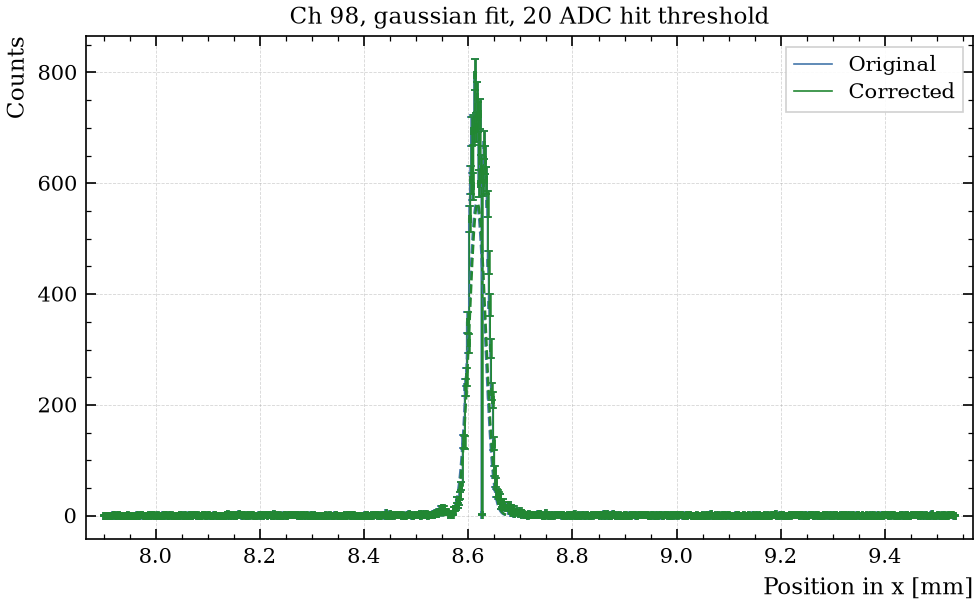 Ch 98, gaussian fit, 20 ADC hit threshold
Counts
Original
Corrected
800
600
400
200
0
8.0 8.2 8.4 8.6 8.8 9.0 9.2 9.4
Position in x [mm]